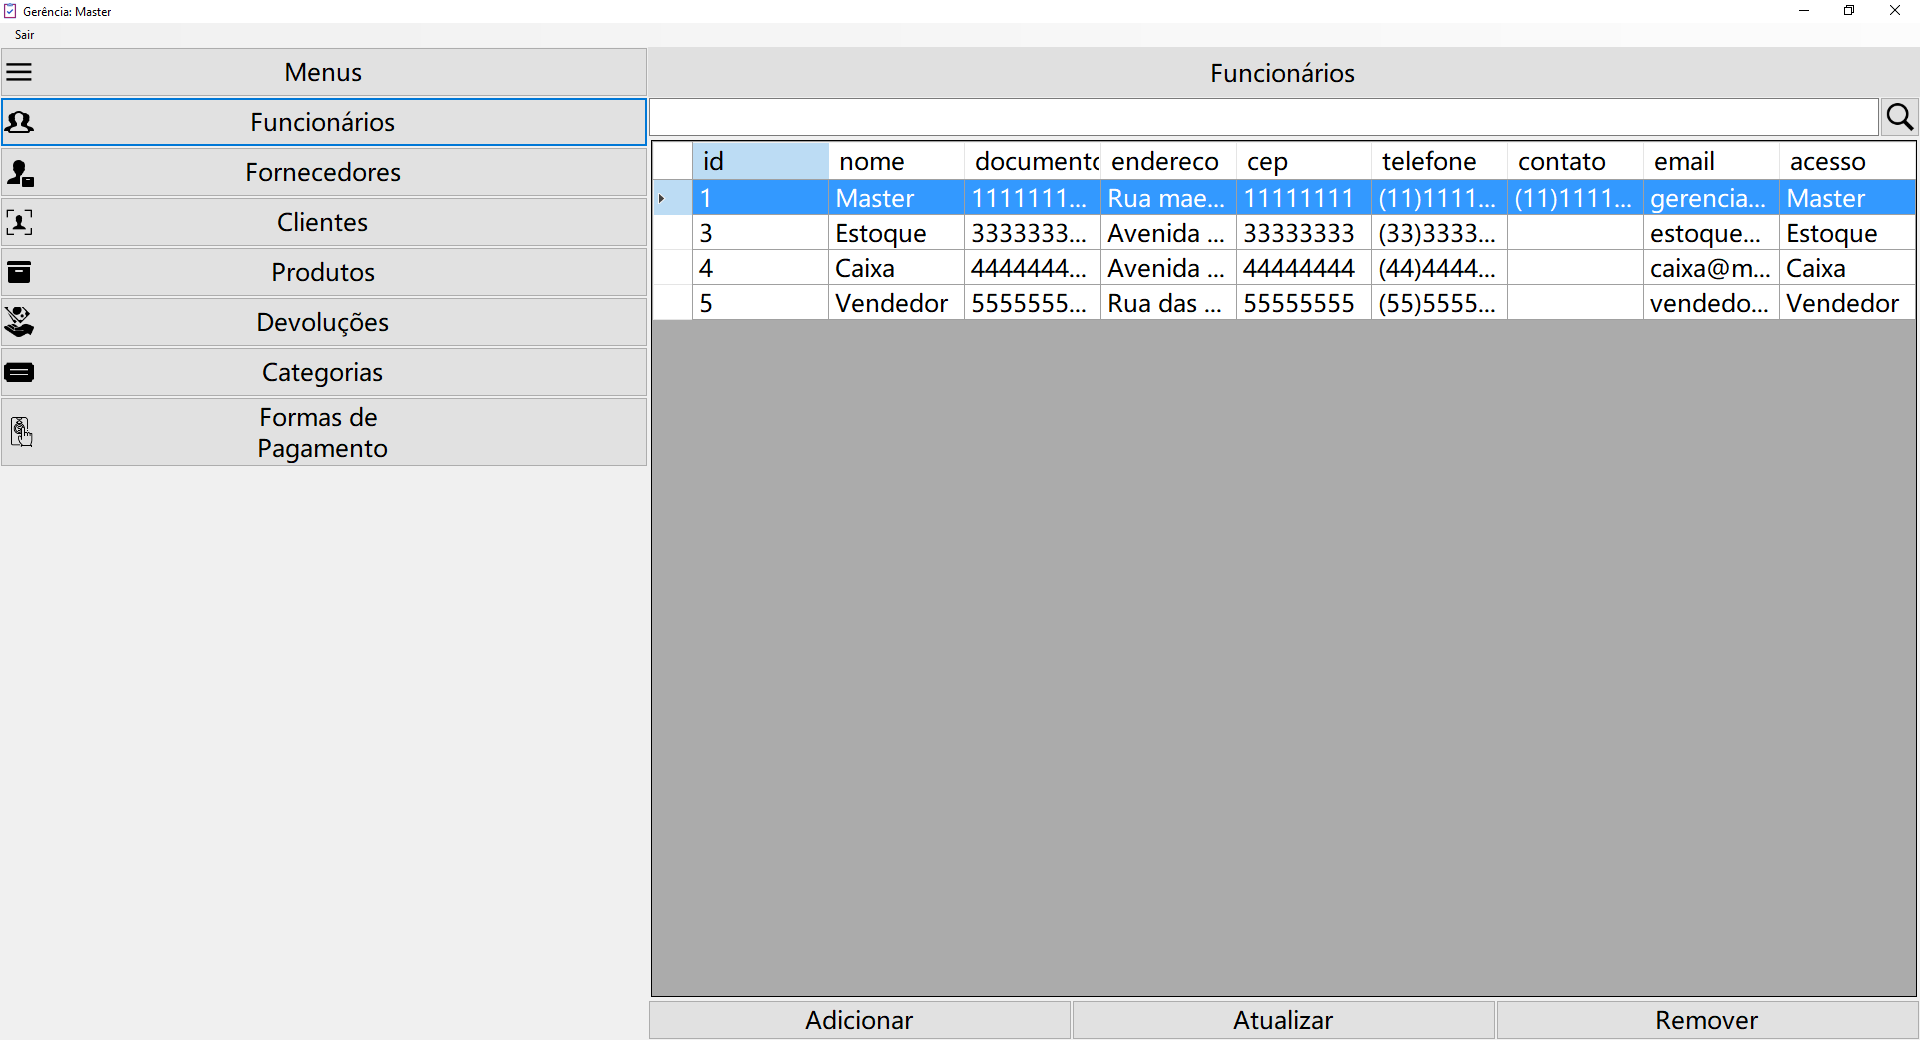 Gerência: Master
Sair
Menus
Funcionários
Fornecedores
Clientes
Produtos
Devoluções
Categorias
Formas de
Pagamento
Funcionários
id nome documento endereco cep telefone contato email acesso
1 Master 1111111... Rua mae... 11111111 (11)1111... (11)1111... gerencia... Master
3 Estoque 3333333... Avenida ... 33333333 (33)3333... estoque... Estoque
4 Caixa 4444444... Avenida ... 44444444 (44)4444... caixa@m... Caixa
5 Vendedor 5555555... Rua das ... 55555555 (55)5555... vendedo... Vendedor
Adicionar Atualizar Remover